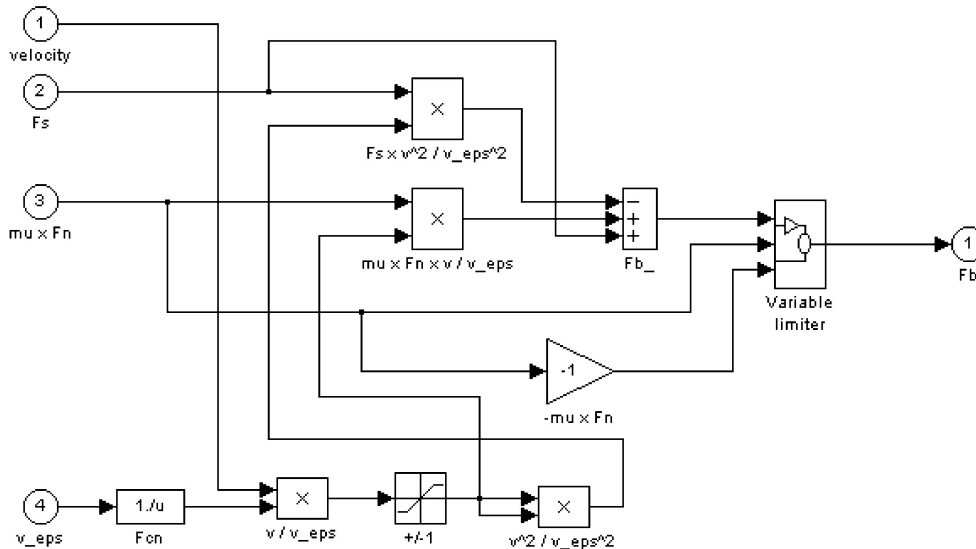 1
velocity
2
Fs
×
Fs x v^2 / v_eps^2
3
mu x Fn
×
mu x Fn x v / v_eps
−
+
+
Fb_
Variable
limiter
1
Fb
-1
-mu x Fn
4
v_eps
1./u
Fcn
×
v / v_eps
+/-1
×
v^2 / v_eps^2